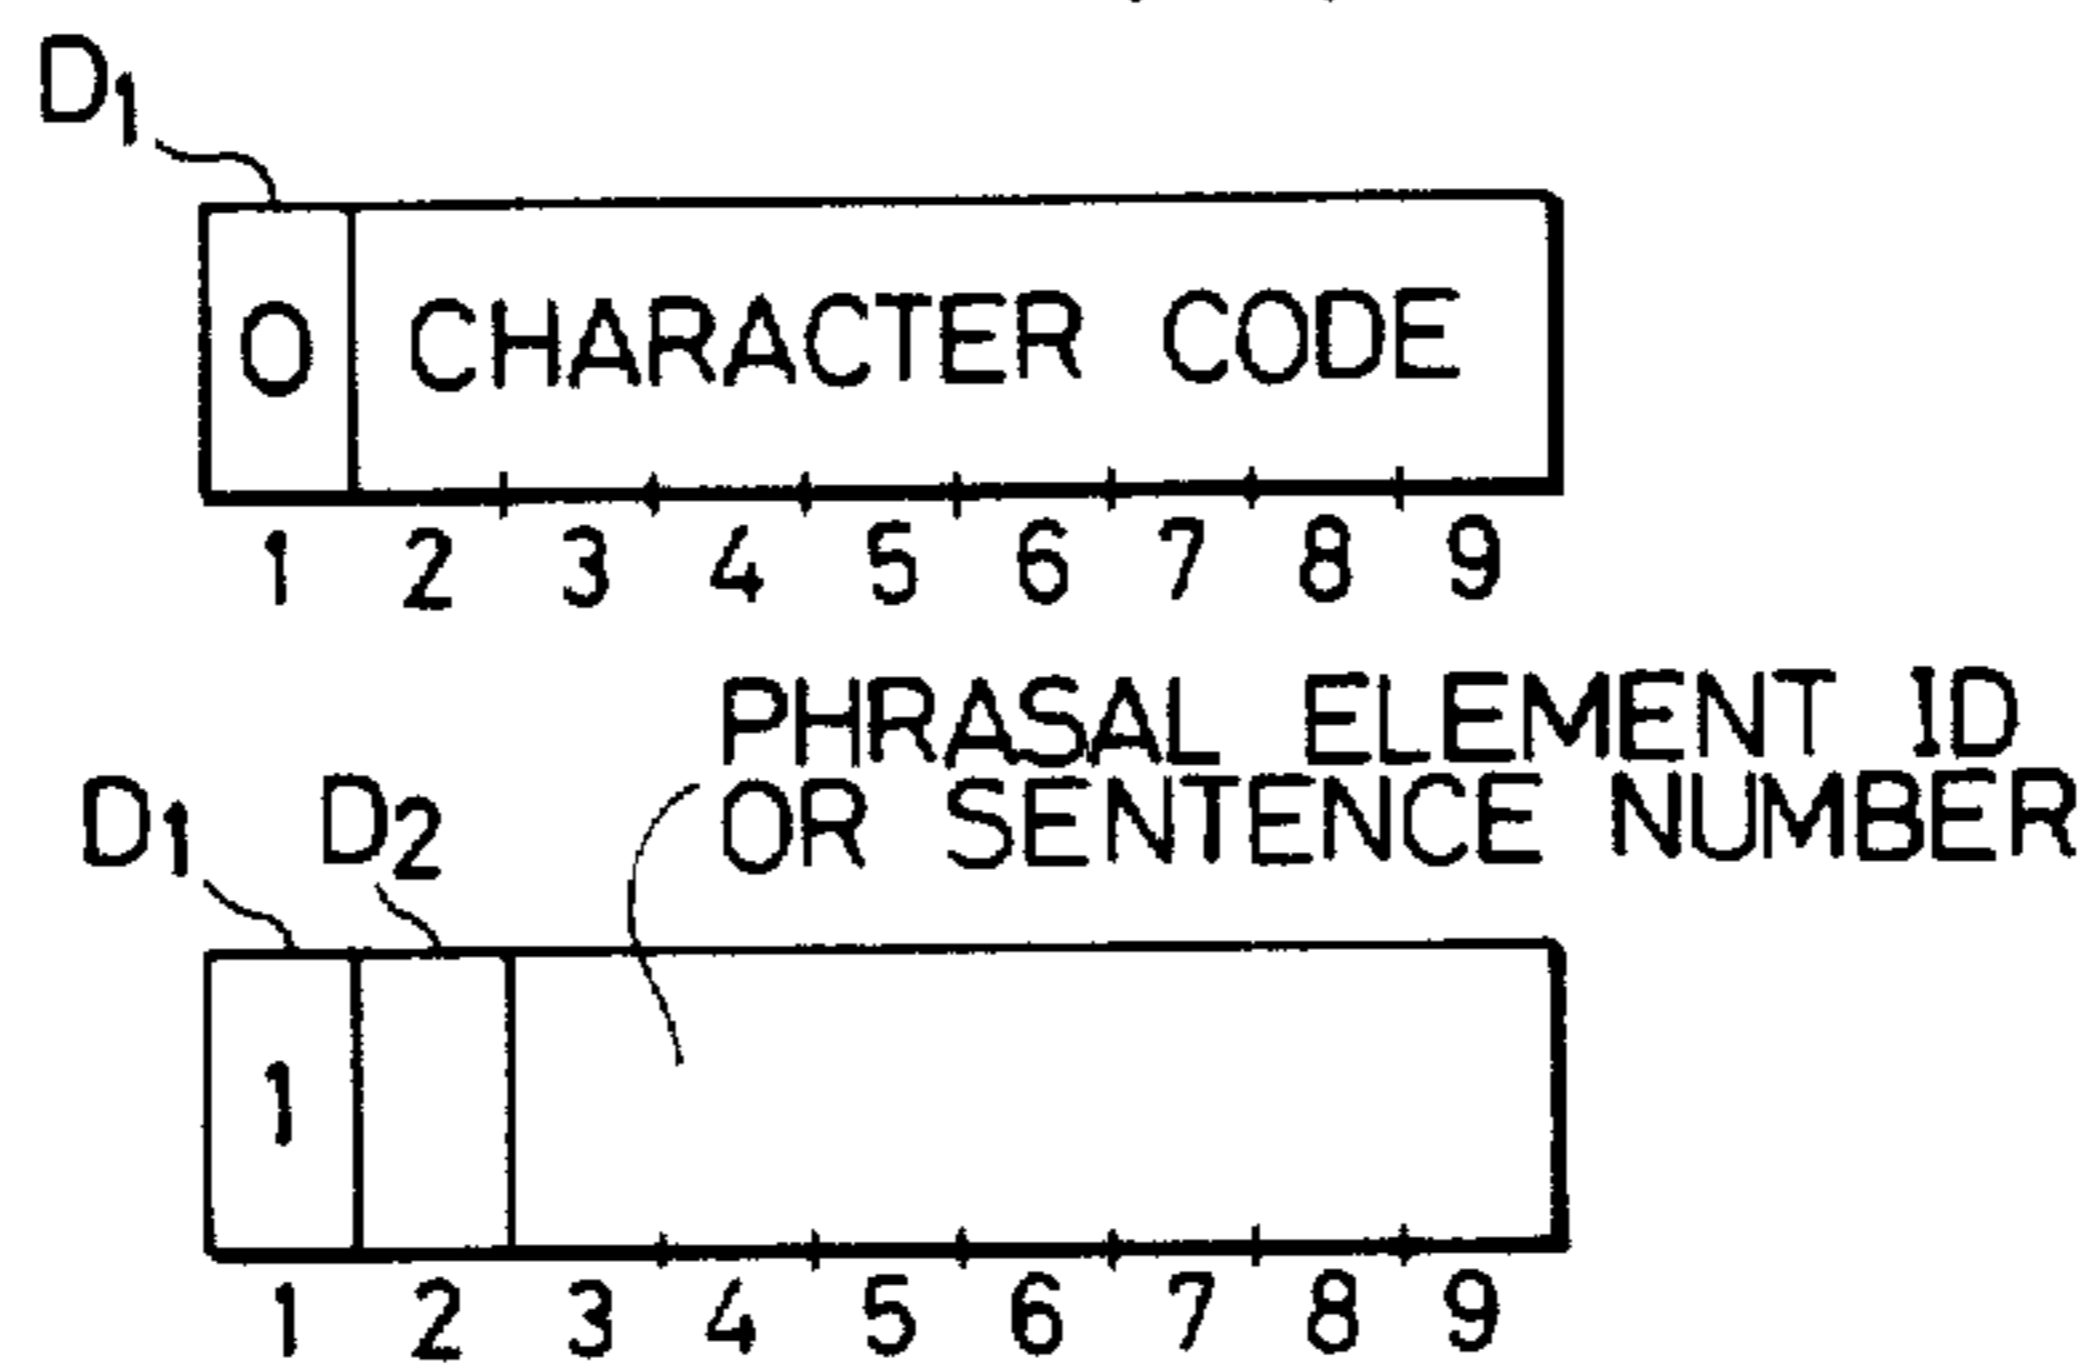 D1
0 CHARACTER CODE
1 2 3 4 5 6 7 8 9
PHRASAL ELEMENT ID
OR SENTENCE NUMBER
D1 D2
1
1 2 3 4 5 6 7 8 9